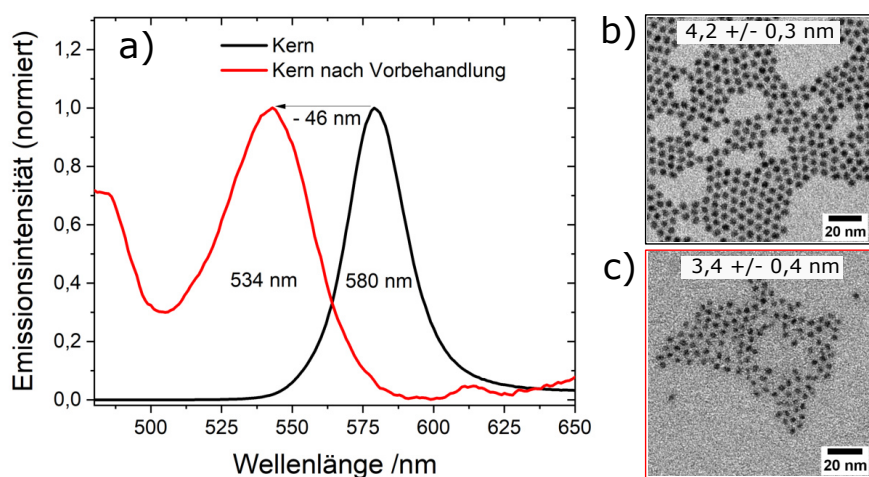 a)
Kern
Kern nach Vorbehandlung
- 46 nm
534 nm
580 nm
Emissionsintensität (normiert)
1,2
1,0
0,8
0,6
0,4
0,2
0,0
500
525
550
575
600
625
650
Wellenlänge /nm
b)
4,2 +/- 0,3 nm
20 nm
c)
3,4 +/- 0,4 nm
20 nm